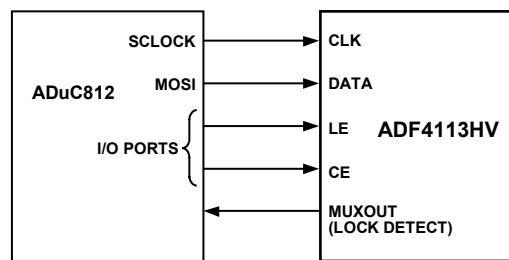 SCLOCK
MOSI
ADuC812
I/O PORTS
CLK
DATA
LE
ADF4113HV
CE
MUXOUT
(LOCK DETECT)